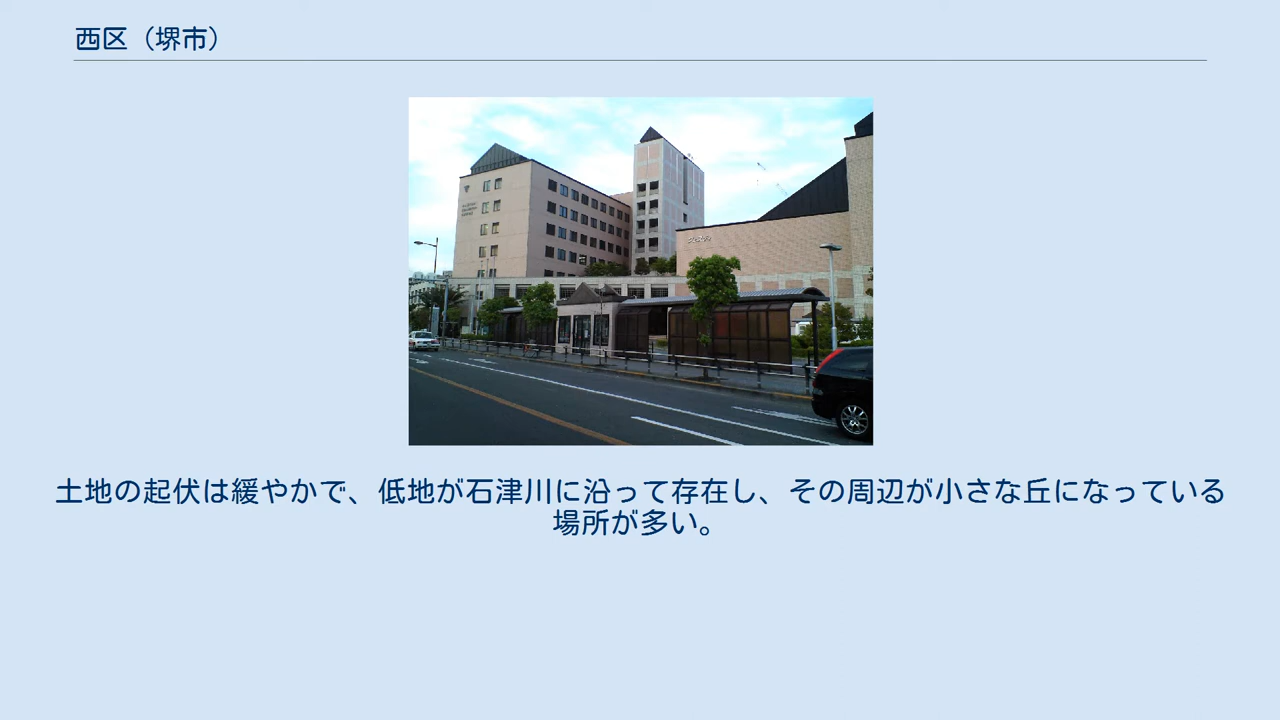 西区（堺市）
土地の起伏は緩やかで、低地が石津川に沿って存在し、その周辺が小さな丘になっている
場所が多い。